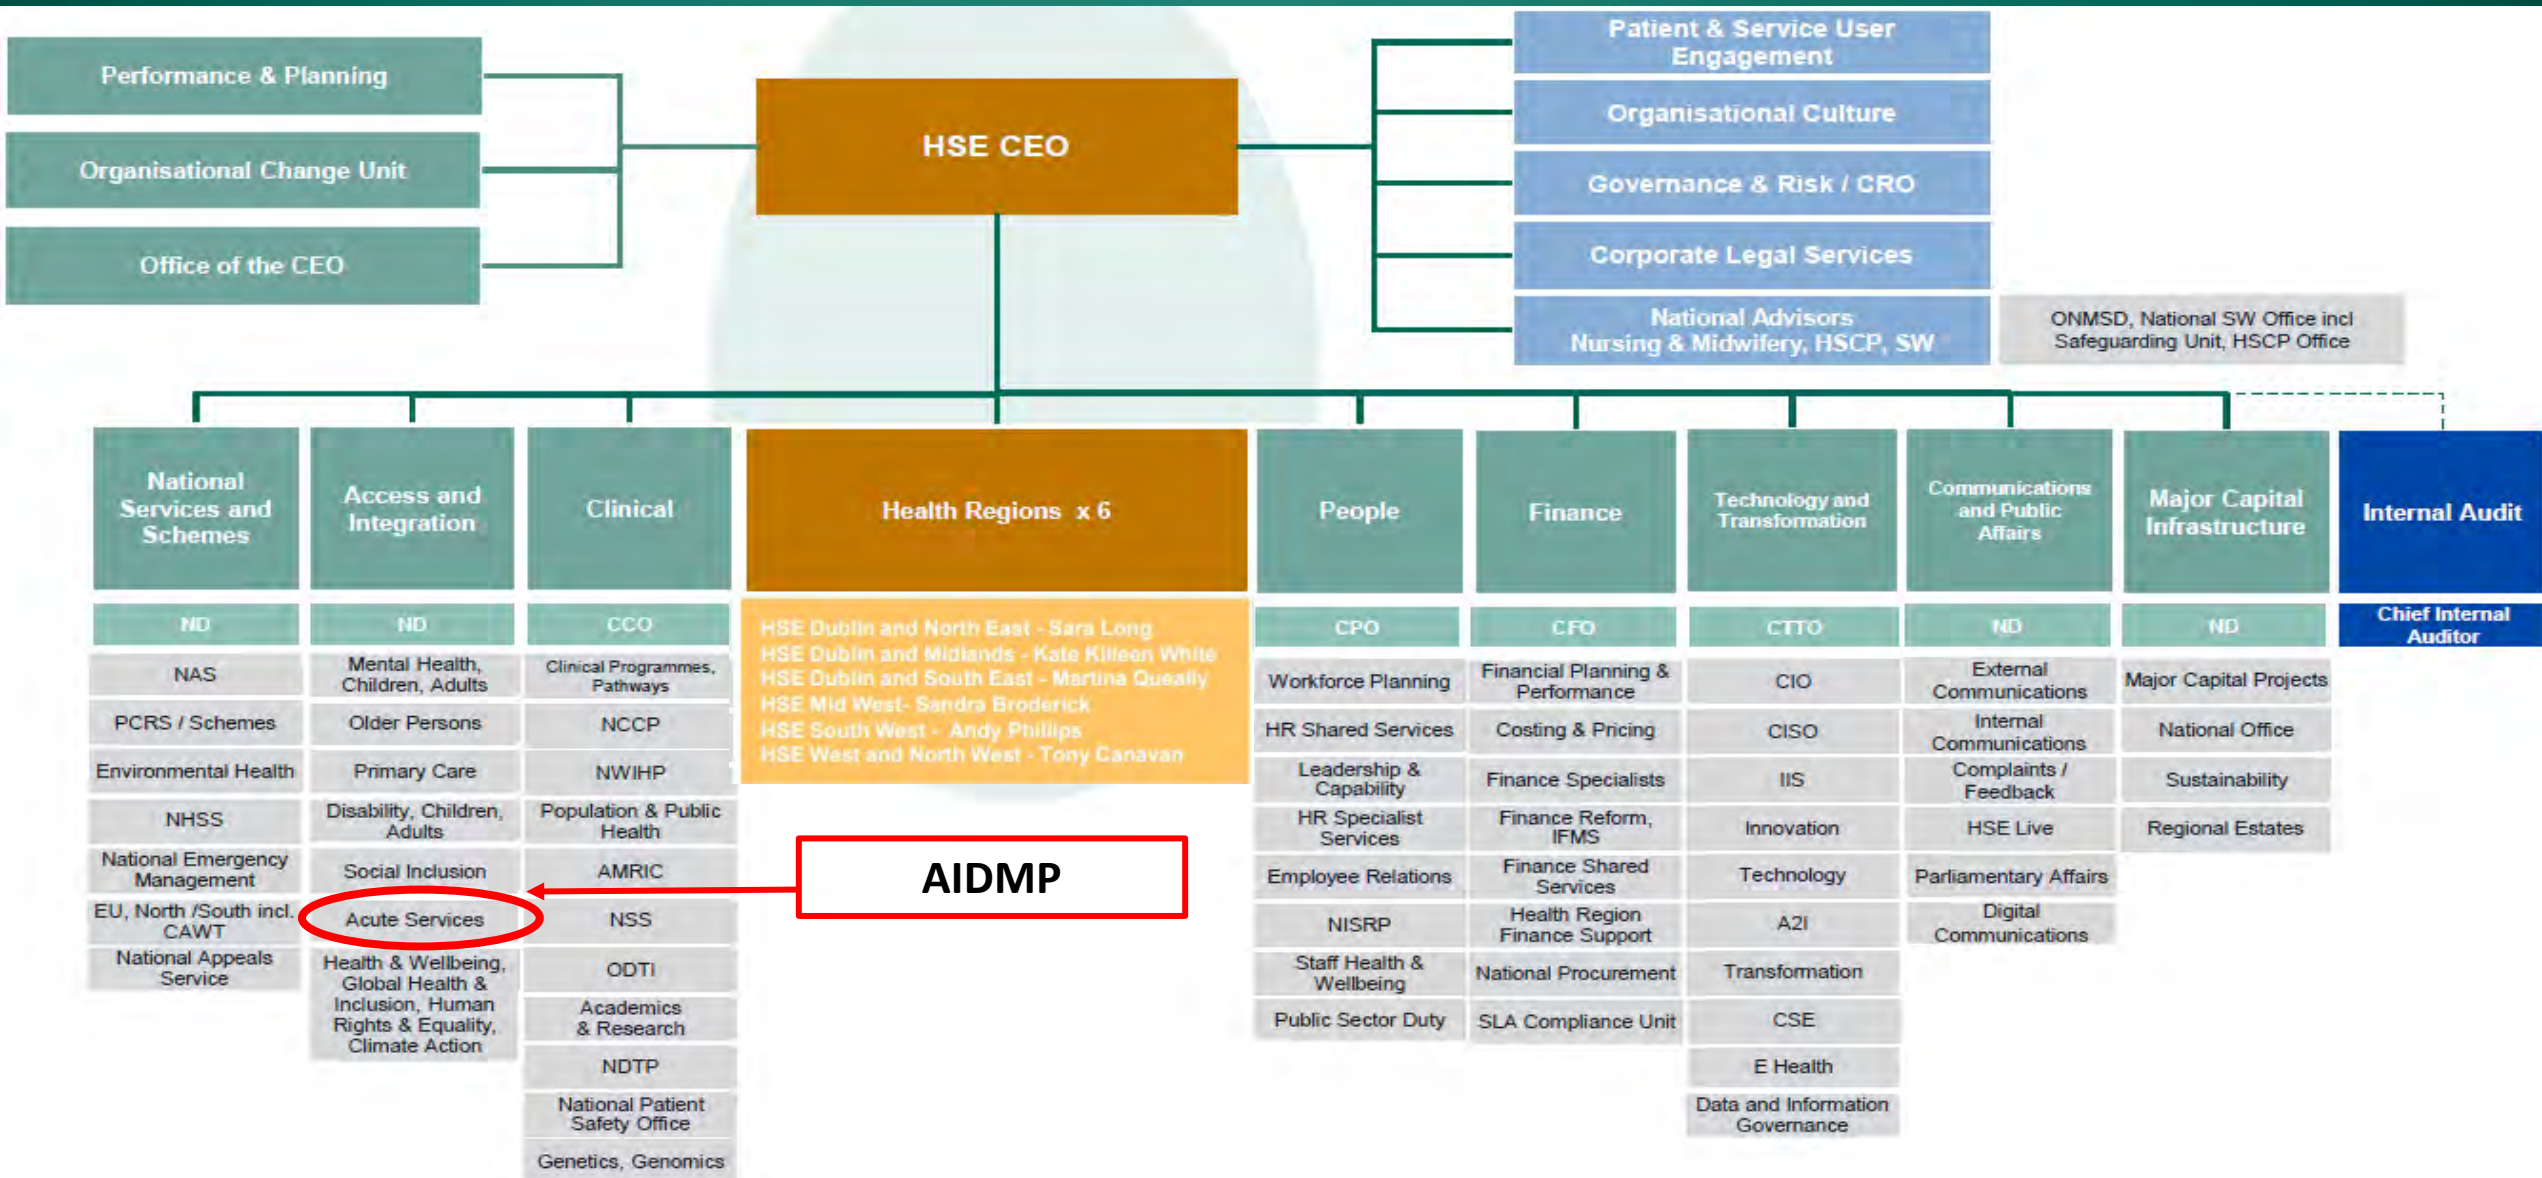 Performance & Planning
Organisational Change Unit
Office of the CEO
HSE CEO
Patient & Service User
Engagement
Organisational Culture
Governance & Risk / CRO
Corporate Legal Services
National Advisors
Nursing & Midwifery, HSCP, SW
ONMSD, National SW Office incl
Safeguarding Unit, HSCP Office
National
Services and
Schemes
ND
NAS
PCRS / Schemes
Environmental Health
NHSS
National Emergency
Management
EU, North /South incl.
CAWT
National Appeals
Service
Access and
Integration
ND
Mental Health,
Children, Adults
Older Persons
Primary Care
Disability, Children,
Adults
Social Inclusion
Acute Services
Health & Wellbeing,
Global Health &
Inclusion, Human
Rights & Equality,
Climate Action
Clinical
CCO
Clinical Programmes,
Pathways
NCCP
NWIHP
Population & Public
Health
AMRIC
NSS
ODTI
Academics
& Research
NDTP
National Patient
Safety Office
Genetics, Genomics
Health Regions x 6
HSE Dublin and North East - Sara Long
HSE Dublin and Midlands - Kate Killeen White
HSE Dublin and South East - Martina Queally
HSE Mid West- Sandra Broderick
HSE South West - Andy Phillips
HSE West and North West - Tony Canavan
AIDMP
People
CPO
Workforce Planning
HR Shared Services
Leadership &
Capability
HR Specialist
Services
Employee Relations
NISRP
Staff Health &
Wellbeing
Public Sector Duty
Finance
CFO
Financial Planning &
Performance
Costing & Pricing
Finance Specialists
Finance Reform,
IFMS
Finance Shared
Services
Health Region
Finance Support
National Procurement
SLA Compliance Unit
Technology and
Transformation
CTTO
CIO
CISO
IIS
Innovation
Technology
A2I
Transformation
CSE
E Health
Data and Information
Governance
Communications
and Public
Affairs
ND
External
Communications
Internal
Communications
Complaints /
Feedback
HSE Live
Parliamentary Affairs
Digital
Communications
Major Capital
Infrastructure
ND
Major Capital Projects
National Office
Sustainability
Regional Estates
Internal Audit
Chief Internal
Auditor